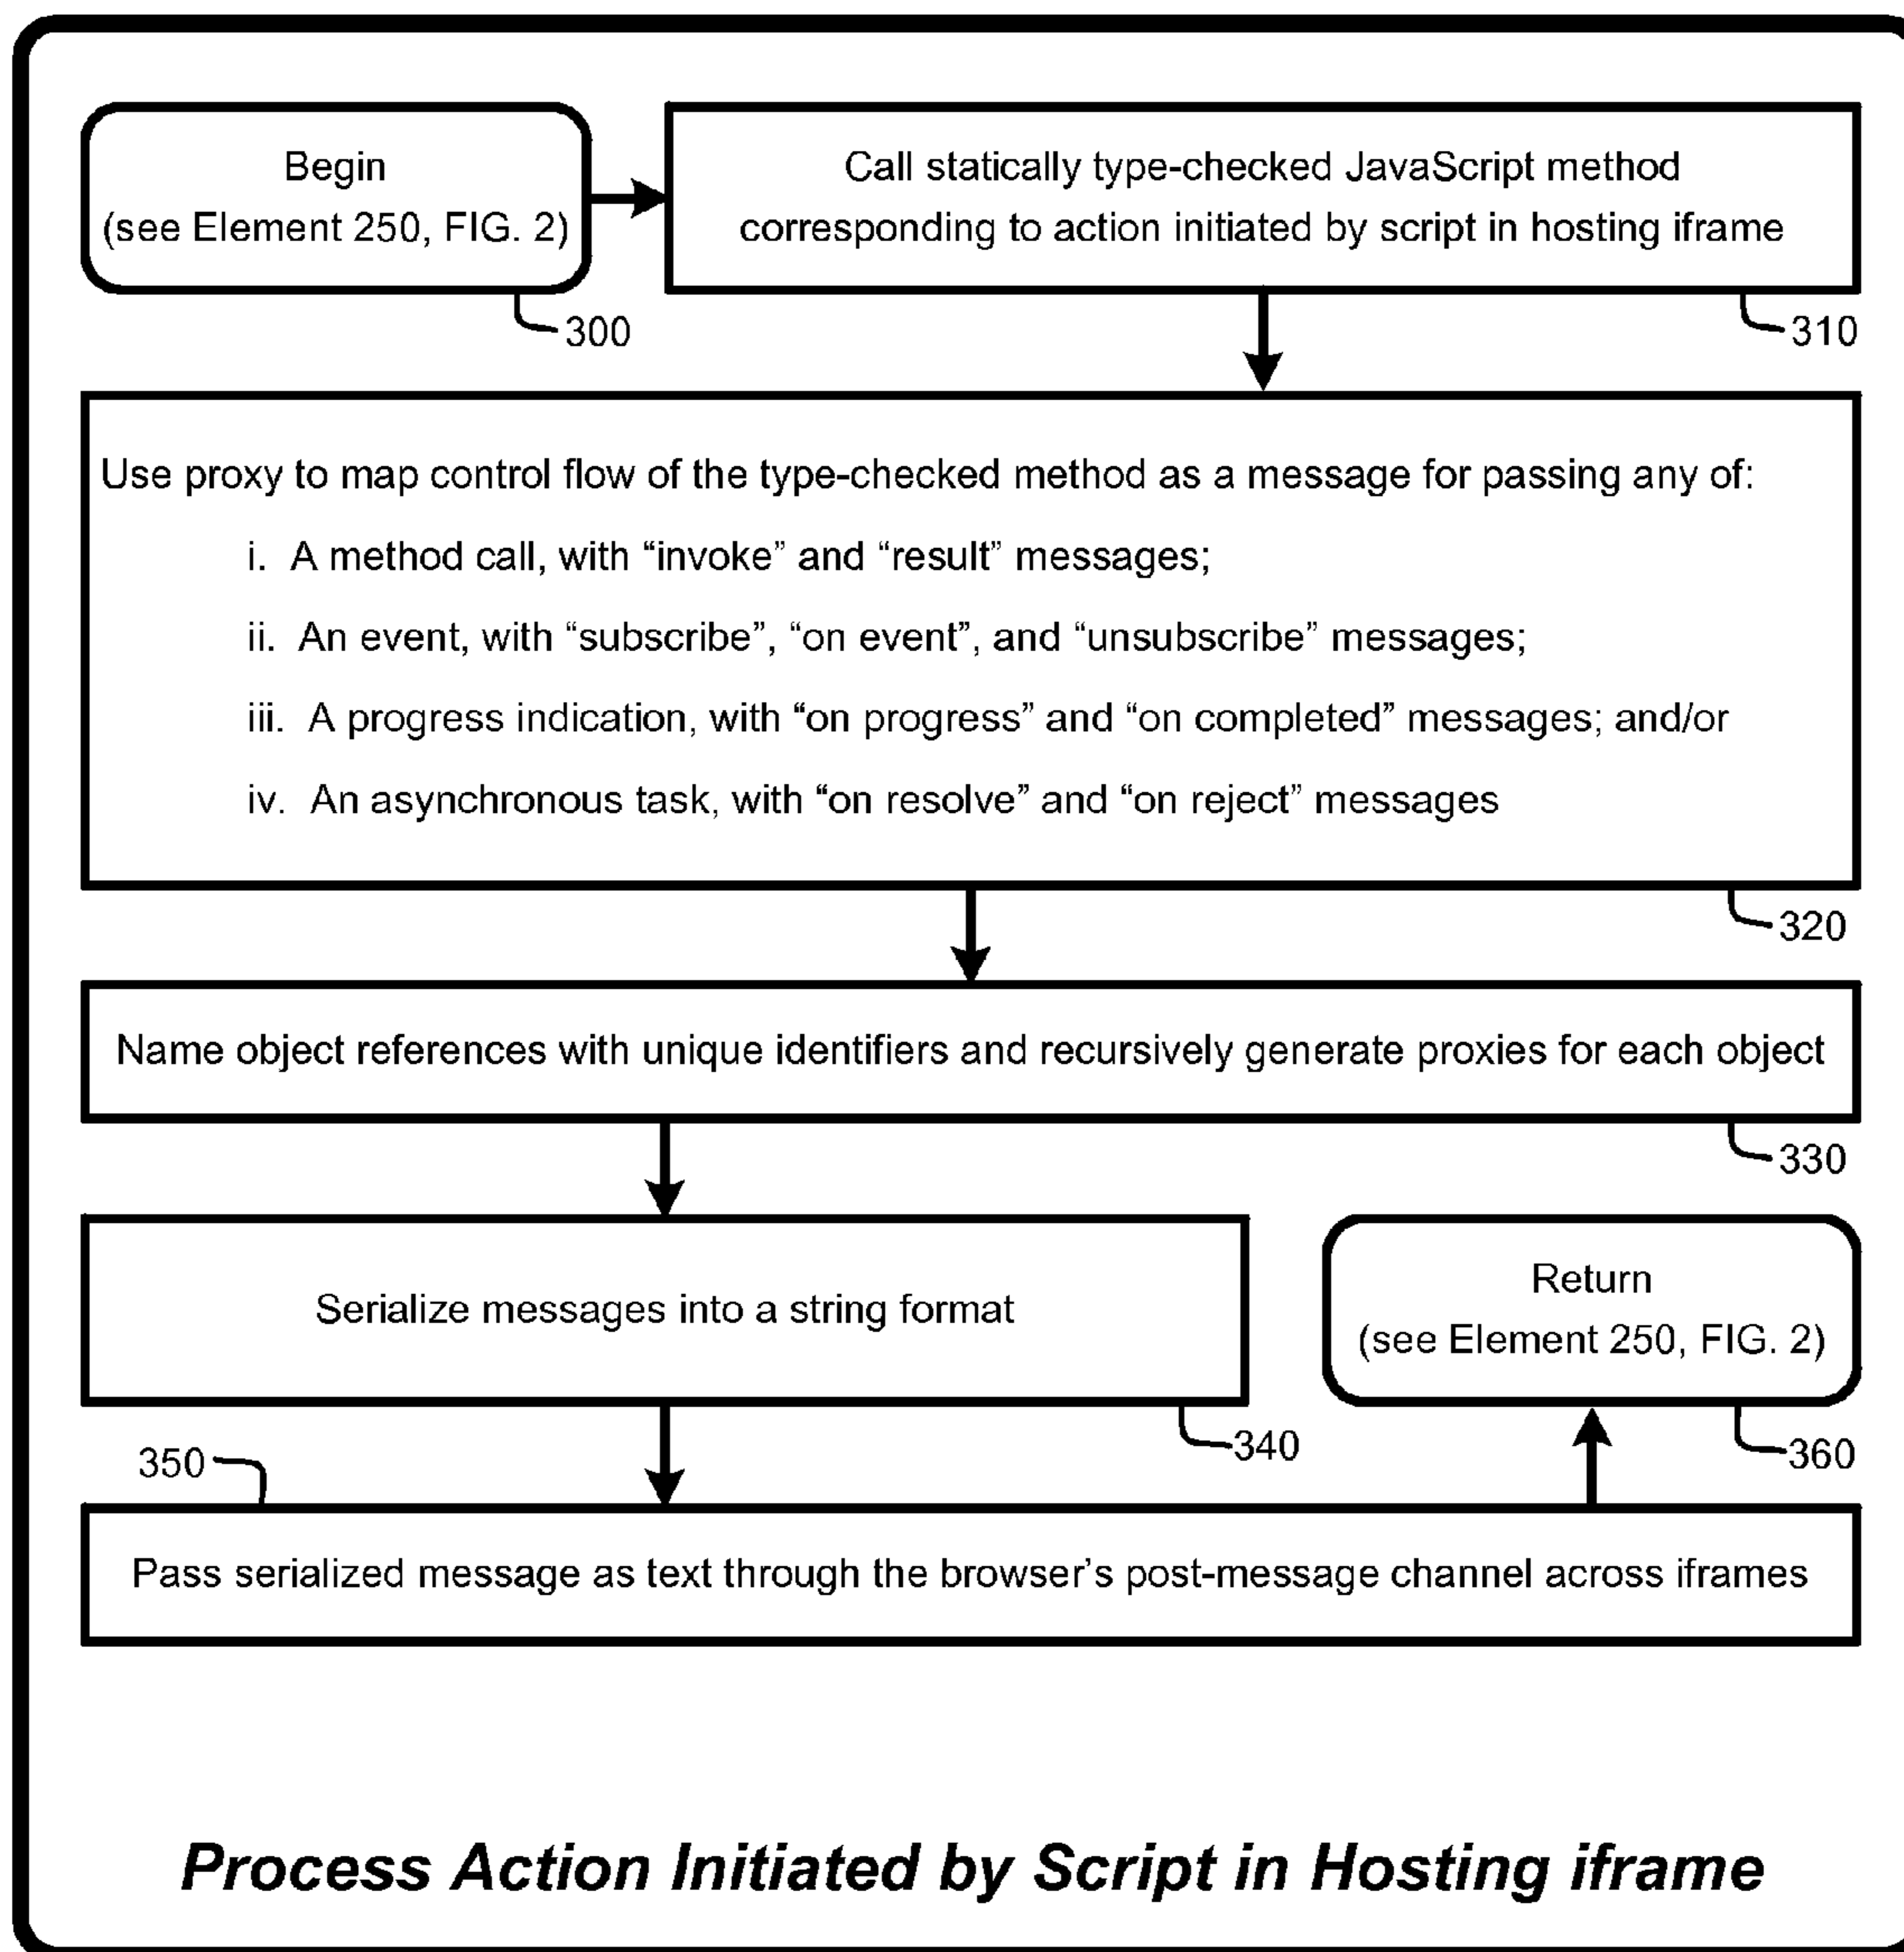 Begin
(see Element 250, FIG. 2)
300
Call statically type-checked JavaScript method
corresponding to action initiated by script in hosting iframe
310
Use proxy to map control flow of the type-checked method as a message for passing any of:
i. A method call, with “invoke” and “result” messages;
ii. An event, with “subscribe”, “on event”, and “unsubscribe” messages;
iii. A progress indication, with “on progress” and “on completed” messages; and/or
iv. An asynchronous task, with “on resolve” and “on reject” messages
320
Name object references with unique identifiers and recursively generate proxies for each object
330
Serialize messages into a string format
340
Return
(see Element 250, FIG. 2)
360
350
Pass serialized message as text through the browser’s post-message channel across iframes
Process Action Initiated by Script in Hosting iframe